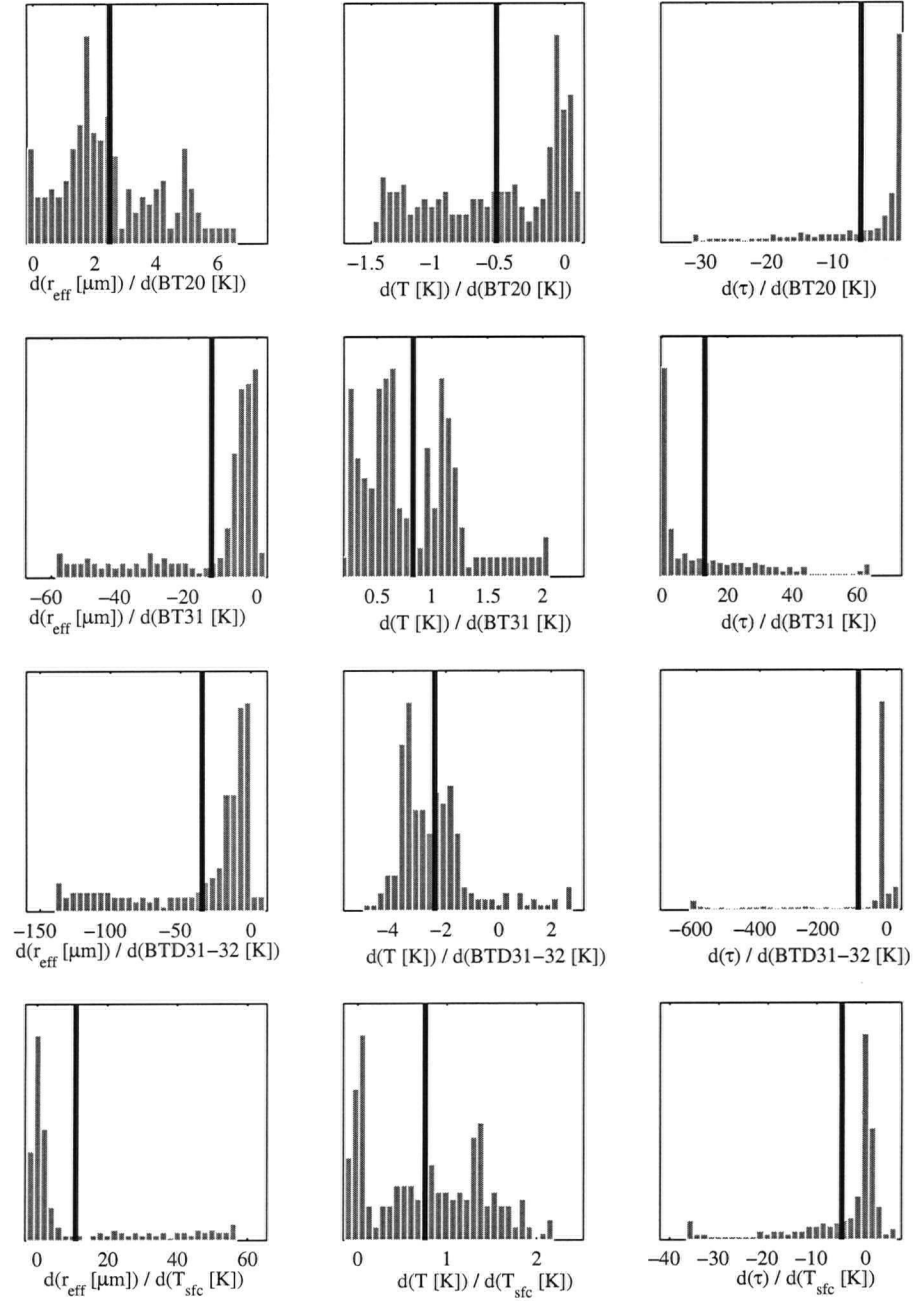 0 2 4 6
d(r_eff [μm]) / d(BT20 [K])
−1.5 −1 −0.5 0
d(T [K]) / d(BT20 [K])
−30 −20 −10 0
d(τ) / d(BT20 [K])
−60 −40 −20 0
d(r_eff [μm]) / d(BT31 [K])
0.5 1 1.5 2
d(T [K]) / d(BT31 [K])
0 20 40 60
d(τ) / d(BT31 [K])
−150 −100 −50 0
d(r_eff [μm]) / d(BTD31−32 [K])
−4 −2 0 2
d(T [K]) / d(BTD31−32 [K])
−600 −400 −200 0
d(τ) / d(BTD31−32 [K])
0 20 40 60
d(r_eff [μm]) / d(T_sfc [K])
0 1 2
d(T [K]) / d(T_sfc [K])
−40 −30 −20 −10 0
d(τ) / d(T_sfc [K])